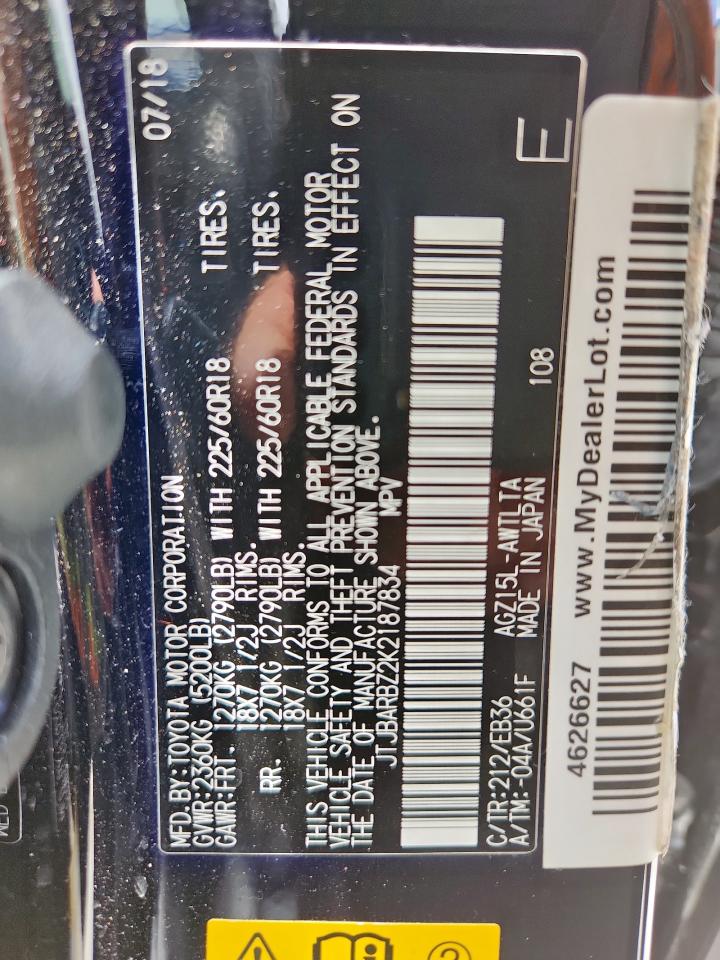 MFD.BY:TOYOTA MOTOR CORPORATION 07/18
GVWR:2360KG (5200LB)
GAWR:FRT. 1270KG (2790LB) WITH 225/60R18 TIRES.
18X7 1/2J RIMS.
RR. 1270KG (2790LB) WITH 225/60R18 TIRES.
18X7 1/2J RIMS.
THIS VEHICLE CONFORMS TO ALL APPLICABLE FEDERAL MOTOR
VEHICLE SAFETY AND THEFT PREVENTION STANDARDS IN EFFECT ON
THE DATE OF MANUFACTURE SHOWN ABOVE.
JTJBARBZ2K2187834 MPV
C/TR:212/EB36 AGZ15L-AWTLTA
A/TM:-04A/U661F MADE IN JAPAN 108 E
4626627 www.MyDealerLot.com